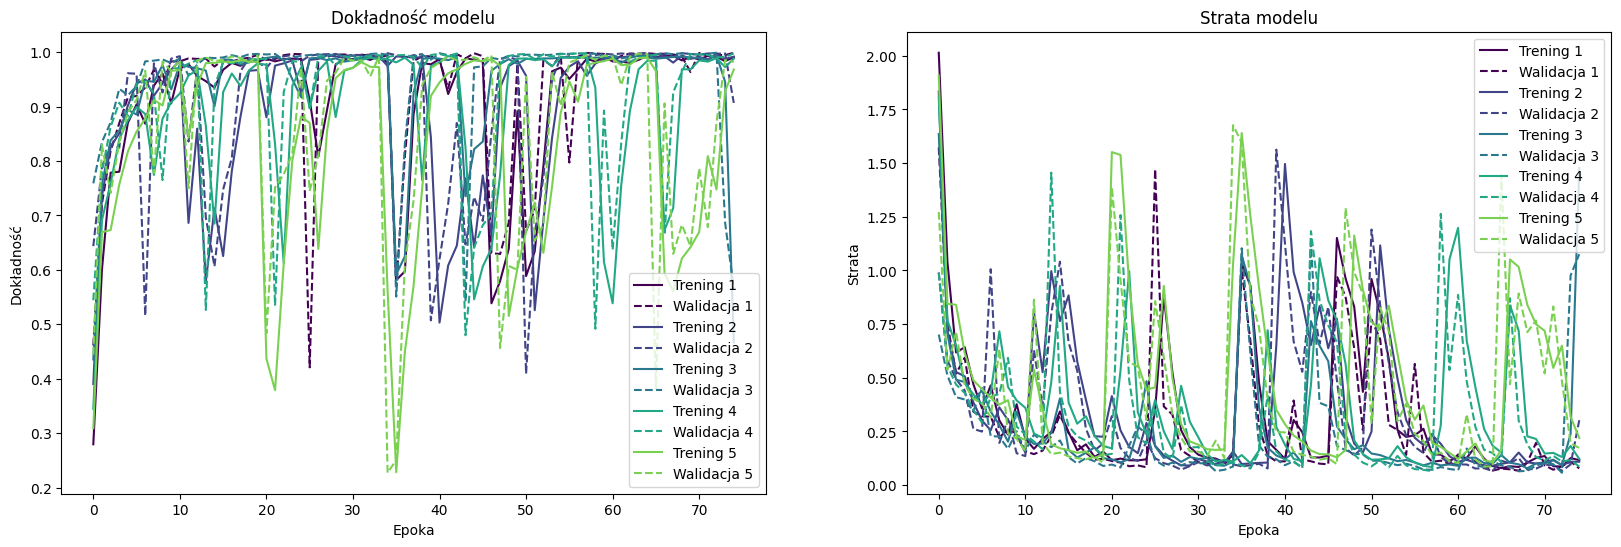 Dokładność modelu
Dokładność
1.0
0.9
0.8
0.7
0.6
0.5
0.4
0.3
0.2
0 10 20 30 40 50 60 70
Epoka
Trening 1
Walidacja 1
Trening 2
Walidacja 2
Trening 3
Walidacja 3
Trening 4
Walidacja 4
Trening 5
Walidacja 5
Strata modelu
Strata
2.00
1.75
1.50
1.25
1.00
0.75
0.50
0.25
0.00
0 10 20 30 40 50 60 70
Epoka
Trening 1
Walidacja 1
Trening 2
Walidacja 2
Trening 3
Walidacja 3
Trening 4
Walidacja 4
Trening 5
Walidacja 5